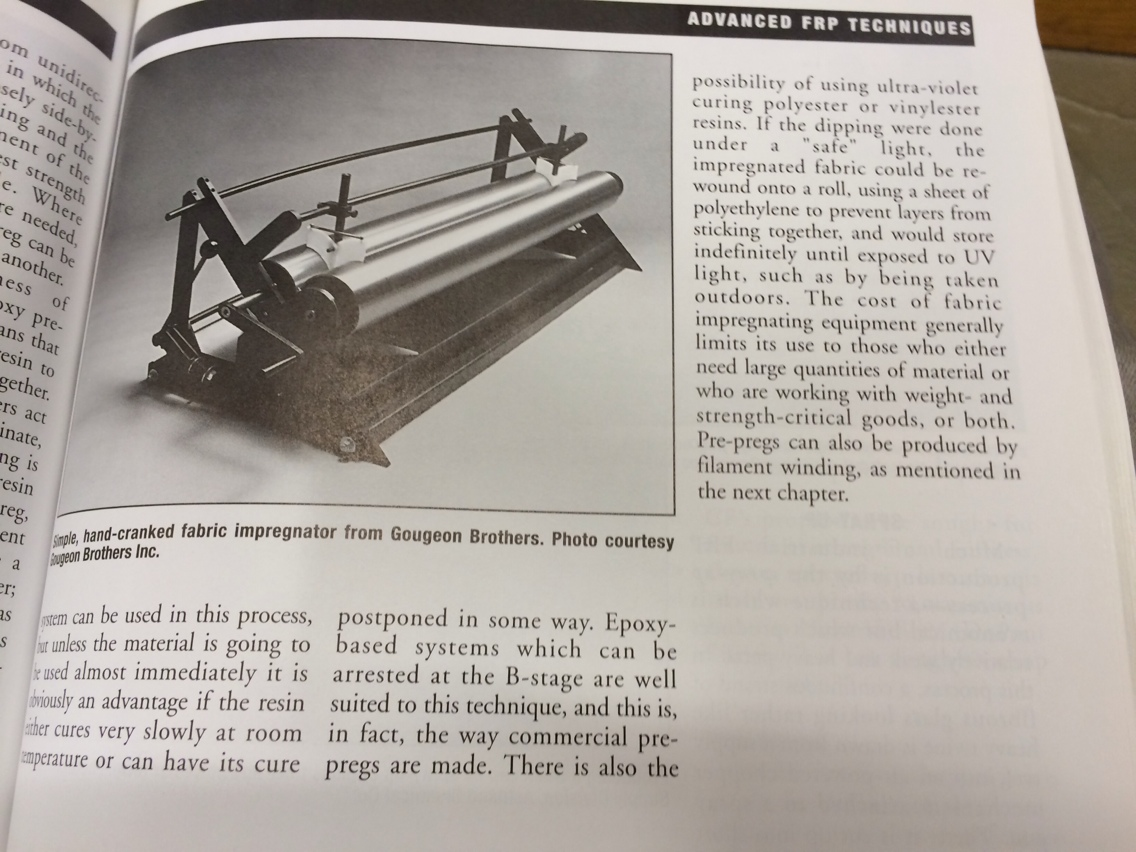 om unidirec-
in which the
sely side-by-
ing and the
ment of the
est strength
e. Where
re needed,
reg can be
another.
ness of
oxy pre-
ans that
resin to
gether.
ers act
inate,
ng is
resin
reg,
ent
a
er;
as
s
ADVANCED FRP TECHNIQUES
Simple, hand-cranked fabric impregnator from Gougeon Brothers. Photo courtesy
Gougeon Brothers Inc.
system can be used in this process,
but unless the material is going to
be used almost immediately it is
obviously an advantage if the resin
either cures very slowly at room
temperature or can have its cure
postponed in some way. Epoxy-
based systems which can be
arrested at the B-stage are well
suited to this technique, and this is,
in fact, the way commercial pre-
pregs are made. There is also the
possibility of using ultra-violet
curing polyester or vinylester
resins. If the dipping were done
under a "safe" light, the
impregnated fabric could be re-
wound onto a roll, using a sheet of
polyethylene to prevent layers from
sticking together, and would store
indefinitely until exposed to UV
light, such as by being taken
outdoors. The cost of fabric
impregnating equipment generally
limits its use to those who either
need large quantities of material or
who are working with weight- and
strength-critical goods, or both.
Pre-pregs can also be produced by
filament winding, as mentioned in
the next chapter.